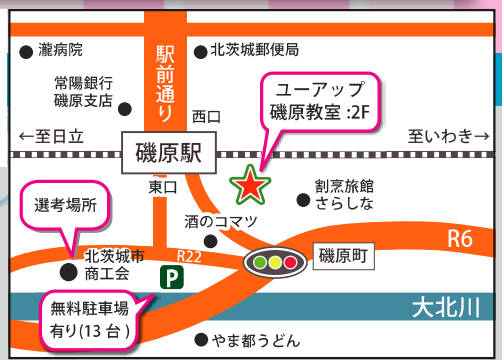 瀧病院
北茨城郵便局
駅前通り
常陽銀行
磯原支店
ユーアップ
磯原教室:2F
西口
←至日立
至いわき→
磯原駅
東口
割烹旅館
さらしな
選考場所
酒のコマツ
R6
北茨城市
商工会
R22
磯原町
P
無料駐車場
有り(13台)
大北川
やま都うどん